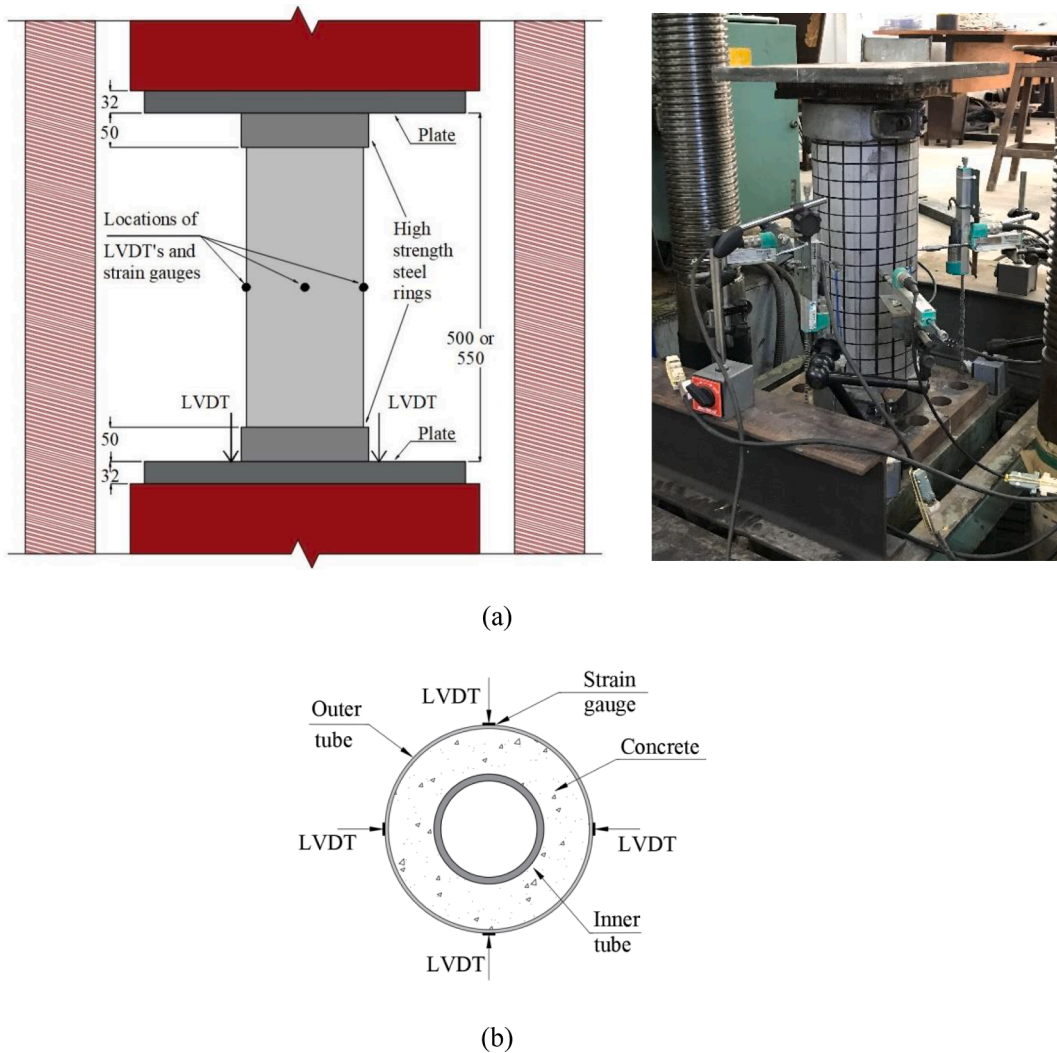 32
50
Plate
Locations of
LVDT's and
strain gauges
High
strength
steel
rings
500 or
550
LVDT
LVDT
50
Plate
32
(a)
LVDT
Strain
gauge
Outer
tube
Concrete
LVDT
LVDT
Inner
tube
LVDT
(b)